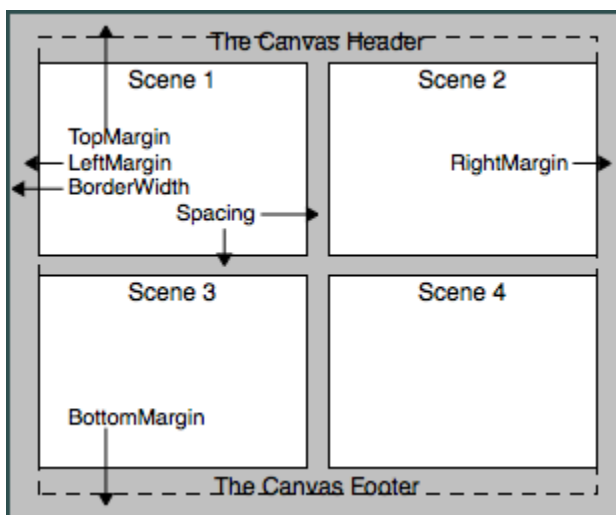 The Canvas Header
Scene 1
Scene 2
TopMargin
LeftMargin
RightMargin
BorderWidth
Spacing
Scene 3
Scene 4
BottomMargin
The Canvas Footer